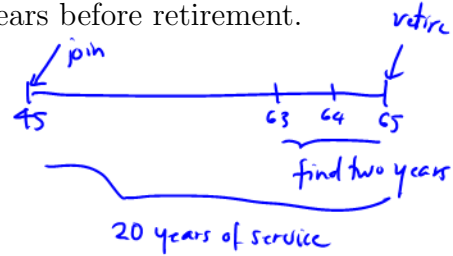 ears before retirement.
retire
join
45 63 64 65
find two years
20 years of service